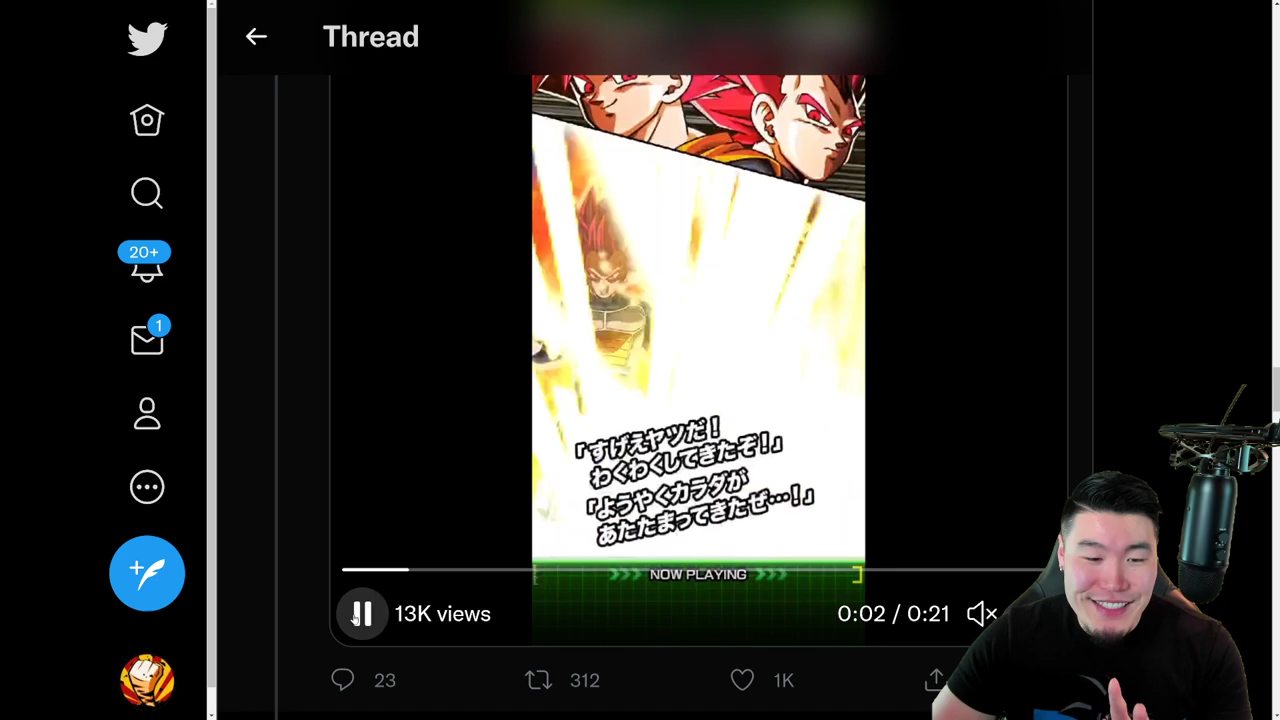 Thread
20+
1
「すげえヤツだ！
わくわくしてきたぞ！」
「ようやくカラダが
あたたまってきたぜ…！」
>>> NOW PLAYING >>>
13K views
0:02 / 0:21
23
312
1K